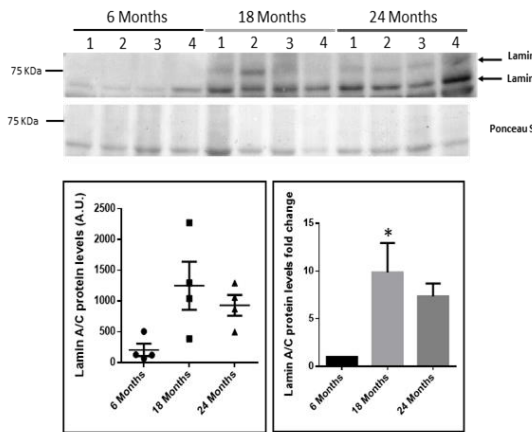 6 Months 18 Months 24 Months
1 2 3 4 1 2 3 4 1 2 3 4
75 KDa
Lamin
Lamin
75 KDa
Ponceau S
Lamin A/C protein levels (A.U.)
2500
2000
1500
1000
500
0
6 Months
18 Months
24 Months
Lamin A/C protein levels fold change
15
10
5
0
*
6 Months
18 Months
24 Months